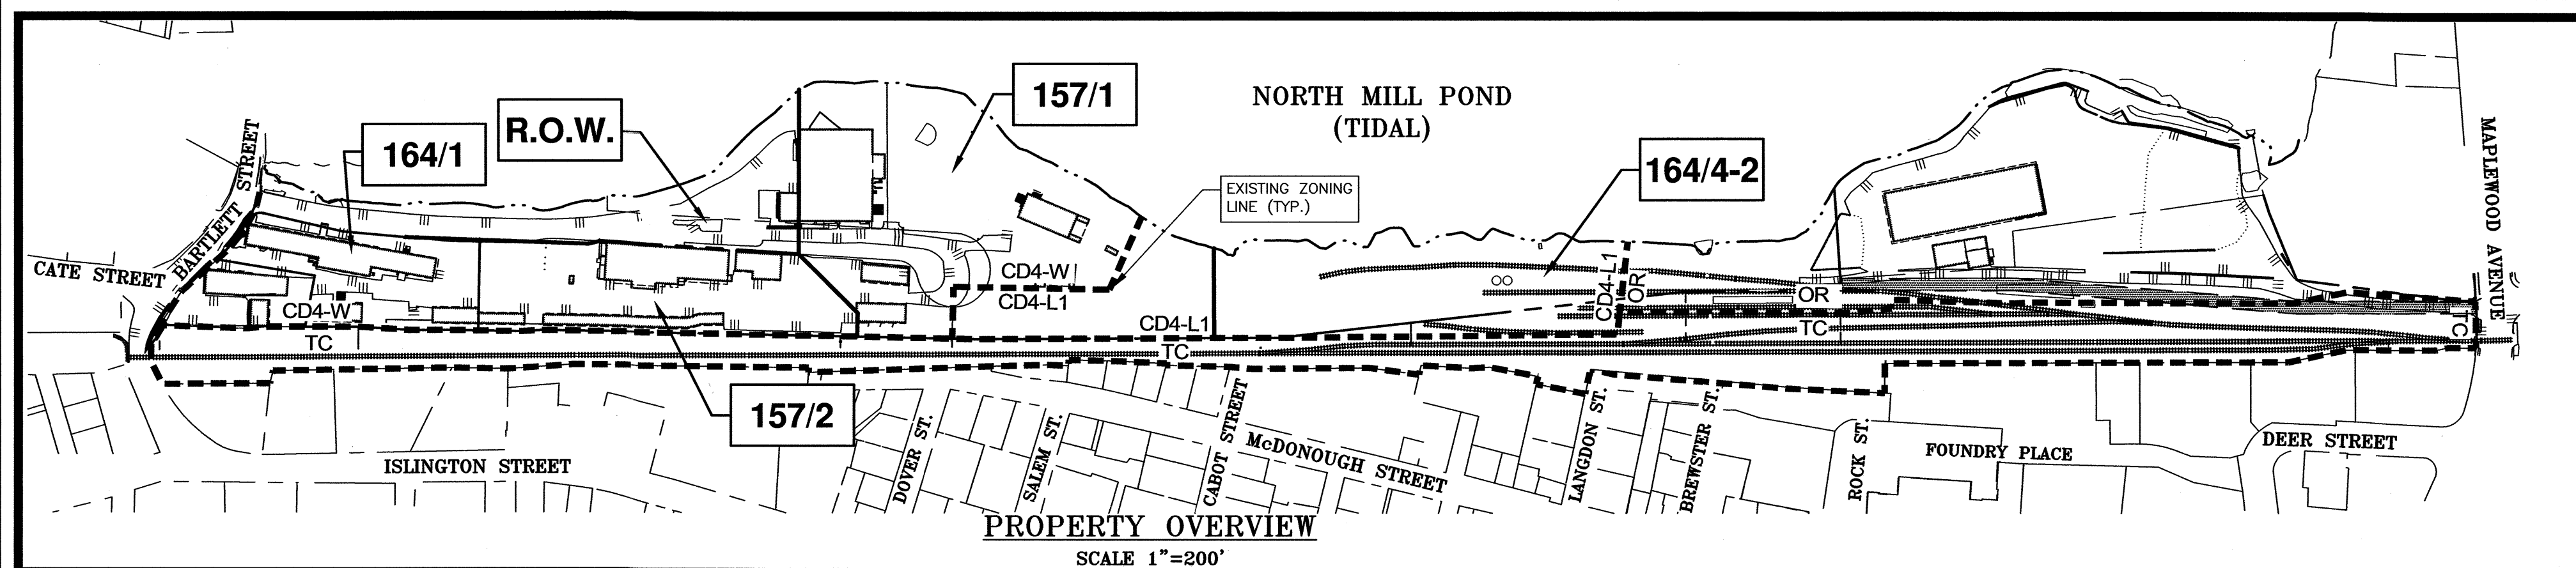 NORTH MILL POND
(TIDAL)
157/1
R.O.W.
164/1
164/4-2
157/2
EXISTING ZONING
LINE (TYP.)
BARTLETT STREET
CATE STREET
MAPLEWOOD AVENUE
CD4-W
TC
CD4-W
CD4-L1
CD4-L1
TC
CD4-L1
OR
OR
TC
TC
ISLINGTON STREET
DOVER ST.
SALEM ST.
CABOT STREET
McDONOUGH STREET
LANGDON ST.
BREWSTER ST.
ROCK ST.
FOUNDRY PLACE
DEER STREET
PROPERTY OVERVIEW
SCALE 1"=200'